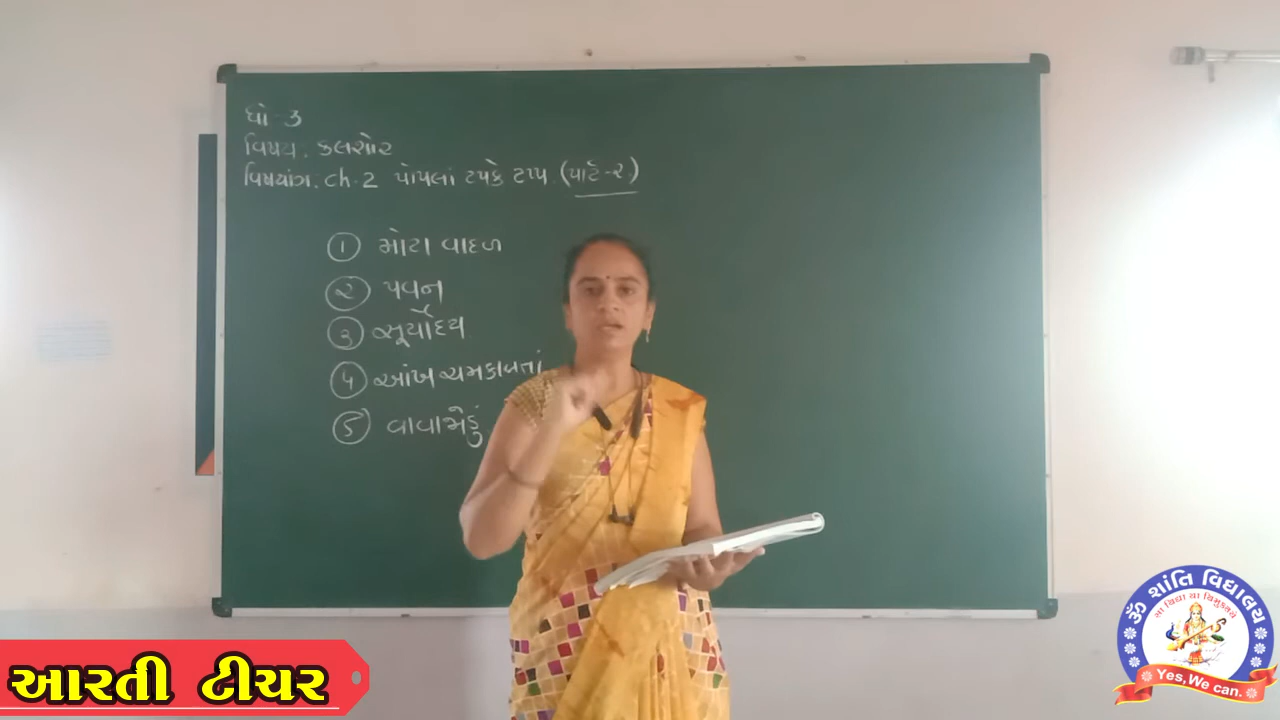 ધો - ૩
વિષય : કલશોર
વિષયાંગ : ch. 2 પોપલાં ટપકે ટપ્પ (પાર્ટ-૨)
૧ મોટા વાદળ
૨ પવન
૩ સૂર્યોદય
૪ આંખ ચમકાવતાં
૫ વાવાઝોડું
આરતી ટીચર
ૐ શાંતિ વિદ્યાલય
સા વિદ્યા યા વિમુક્તયે
Yes, We can.